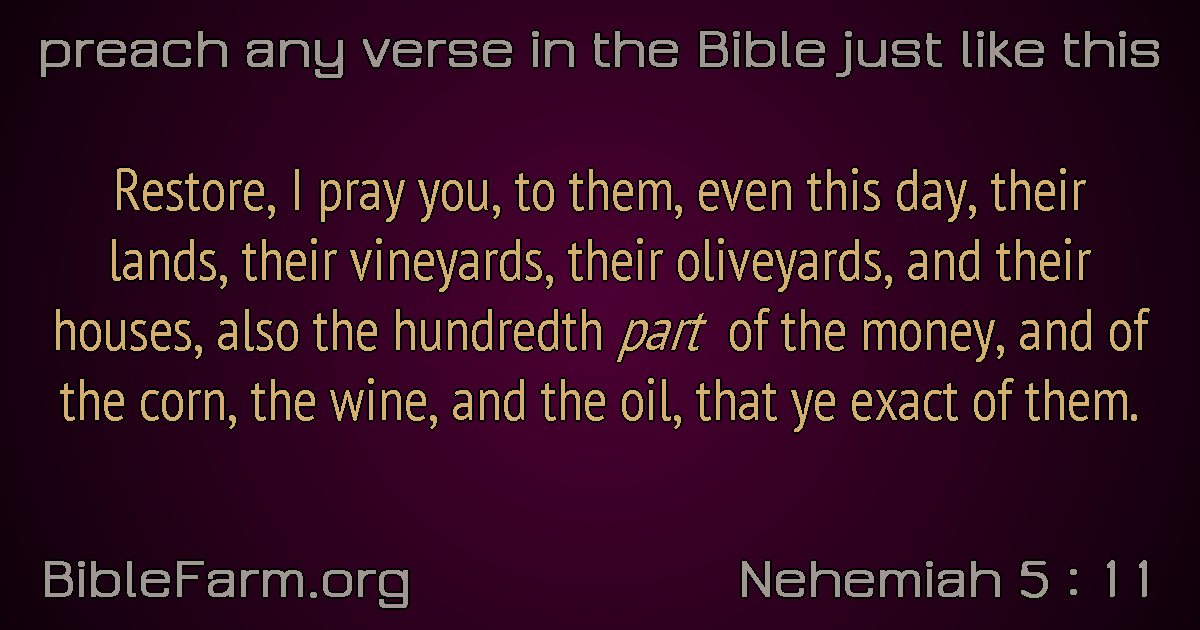 preach any verse in the Bible just like this
Restore, I pray you, to them, even this day, their
lands, their vineyards, their oliveyards, and their
houses, also the hundredth part of the money, and of
the corn, the wine, and the oil, that ye exact of them.
BibleFarm.org
Nehemiah 5 : 11